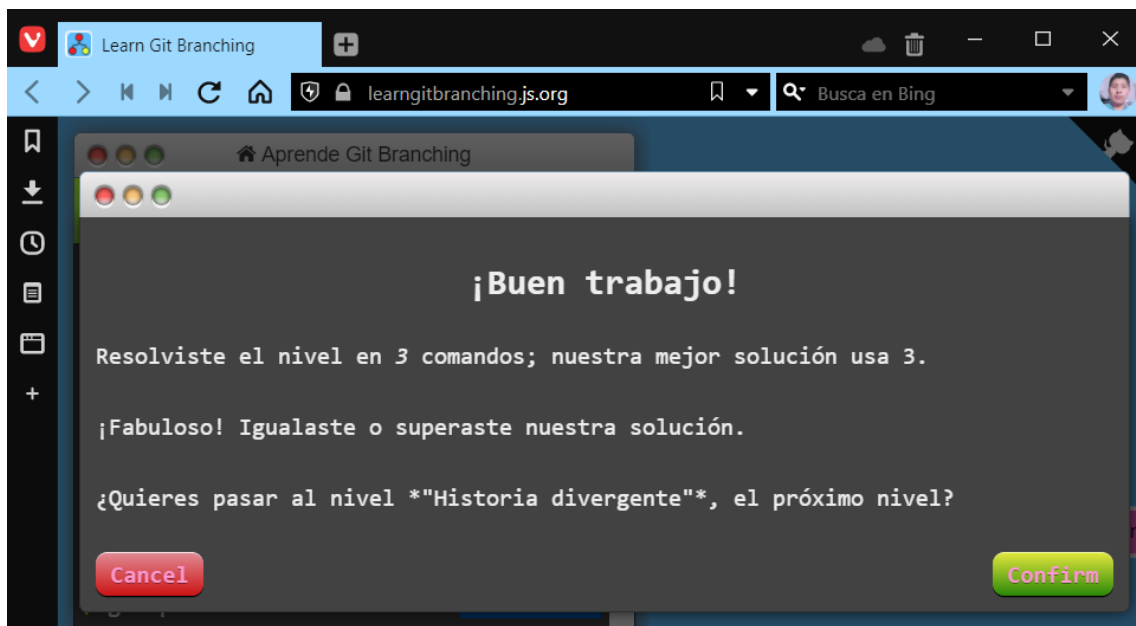 Learn Git Branching
learngitbranching.js.org
Busca en Bing
Aprende Git Branching
¡Buen trabajo!
Resolviste el nivel en 3 comandos; nuestra mejor solución usa 3.
¡Fabuloso! Igualaste o superaste nuestra solución.
¿Quieres pasar al nivel *"Historia divergente"*, el próximo nivel?
Cancel
Confirm